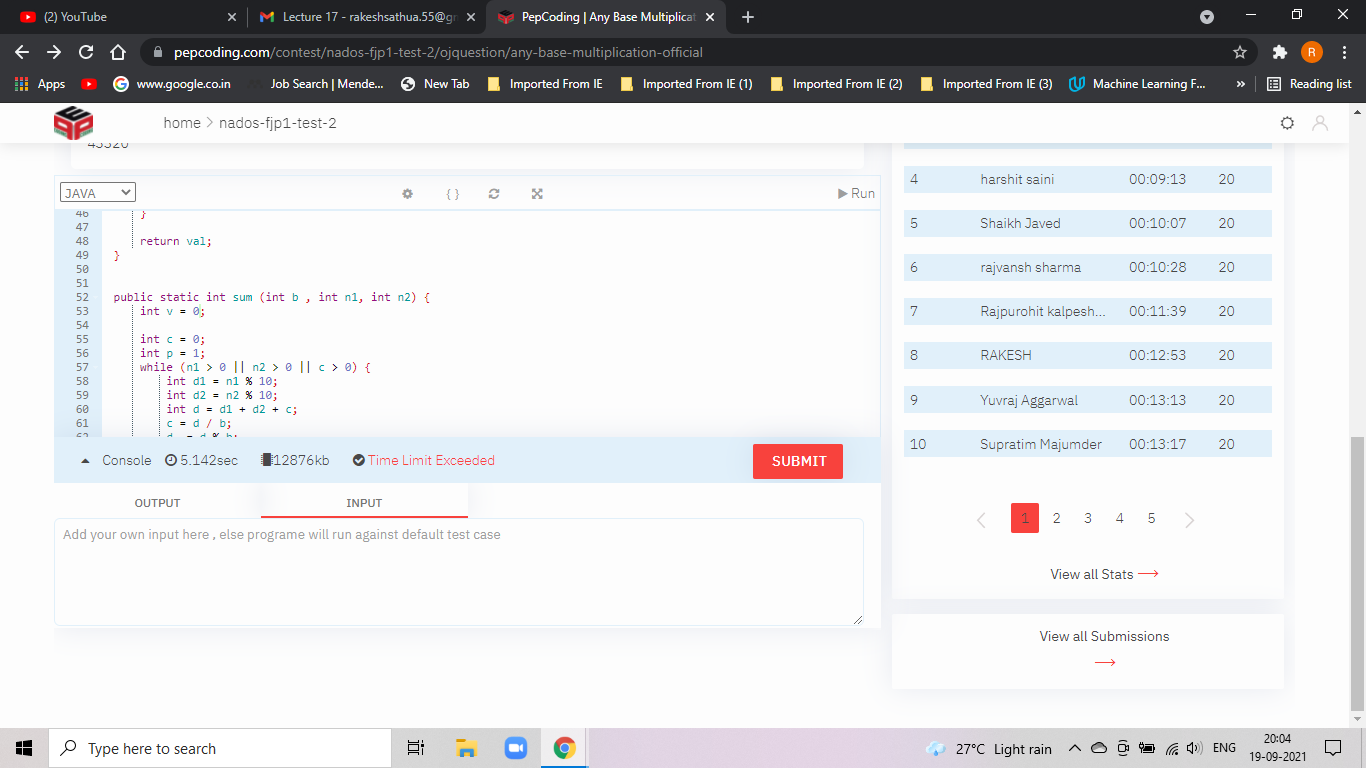 (2) YouTube
Lecture 17 - rakeshsathua.55@gm
PepCoding | Any Base Multiplicat
pepcoding.com/contest/nados-fjp1-test-2/ojquestion/any-base-multiplication-official
R
Apps
www.google.co.in
Job Search | Mende...
New Tab
Imported From IE
Imported From IE (1)
Imported From IE (2)
Imported From IE (3)
Machine Learning F...
»
Reading list
PEP
home > nados-fjp1-test-2
JAVA
{ }
Run
46 }
47
48 return val;
49 }
50
51
52 public static int sum (int b , int n1, int n2) {
53 int v = 0;
54
55 int c = 0;
56 int p = 1;
57 while (n1 > 0 || n2 > 0 || c > 0) {
58 int d1 = n1 % 10;
59 int d2 = n2 % 10;
60 int d = d1 + d2 + c;
61 c = d / b;
62 d = d % b;
Console
5.142sec
12876kb
Time Limit Exceeded
SUBMIT
OUTPUT
INPUT
Add your own input here , else programe will run against default test case
4 harshit saini 00:09:13 20
5 Shaikh Javed 00:10:07 20
6 rajvansh sharma 00:10:28 20
7 Rajpurohit kalpesh... 00:11:39 20
8 RAKESH 00:12:53 20
9 Yuvraj Aggarwal 00:13:13 20
10 Supratim Majumder 00:13:17 20
1 2 3 4 5
View all Stats
View all Submissions
Type here to search
27°C Light rain
ENG
20:04
19-09-2021